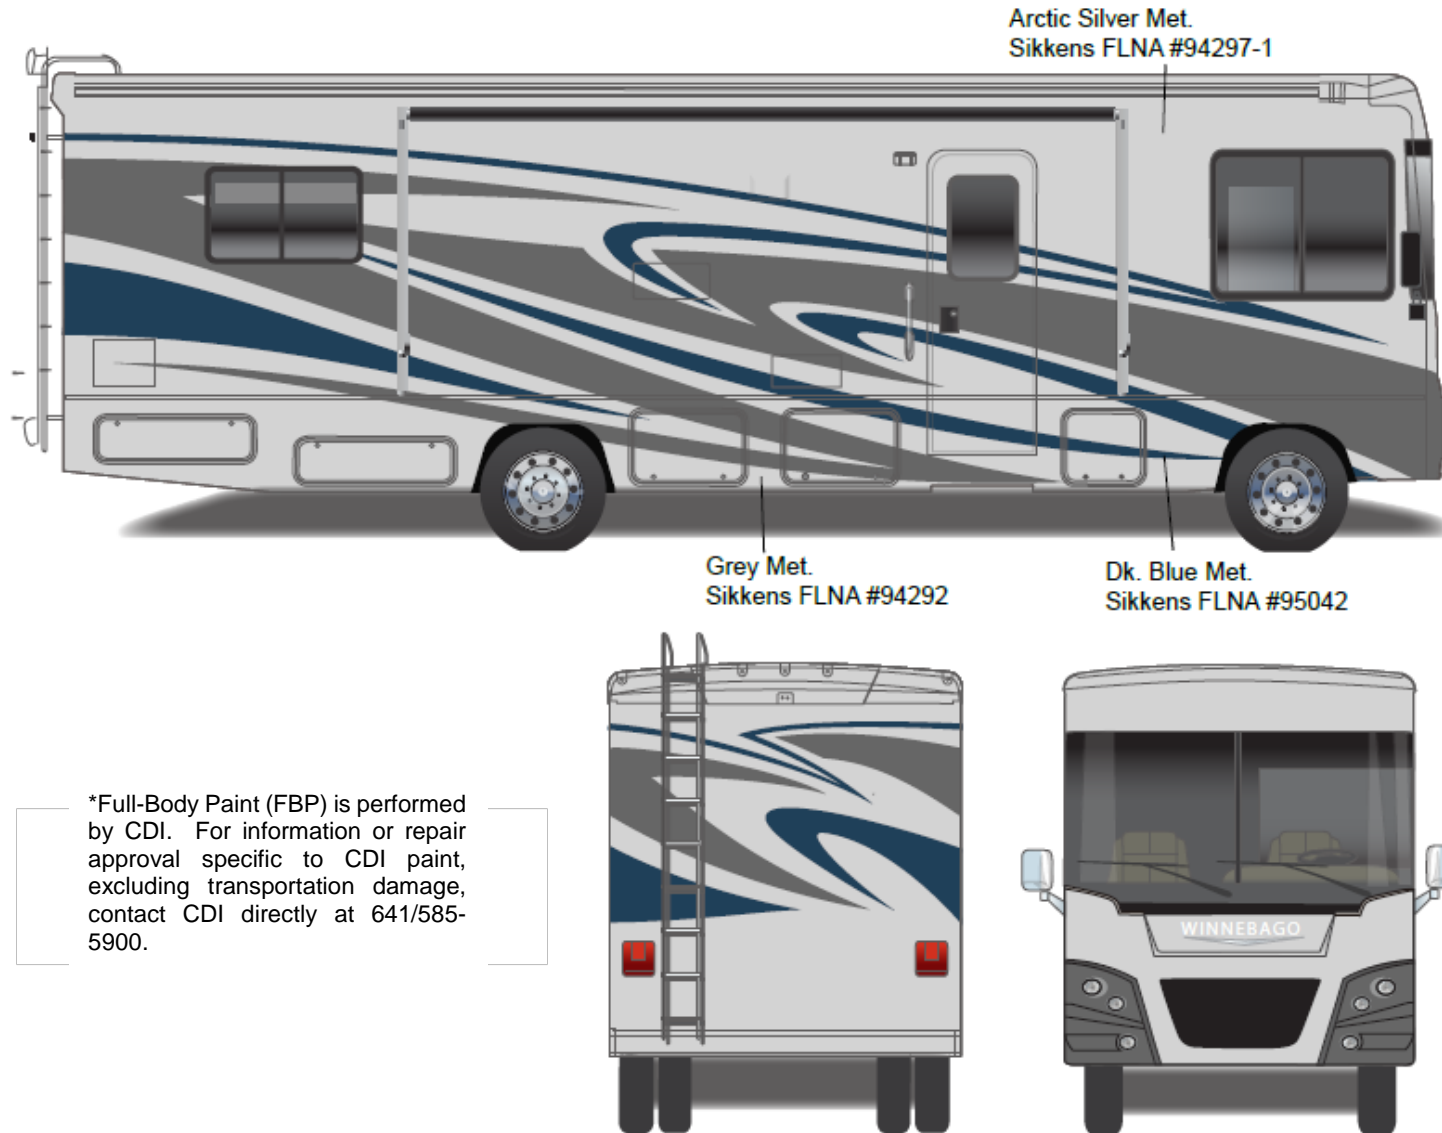 Arctic Silver Met.
Sikkens FLNA #94297-1
Grey Met.
Sikkens FLNA #94292
Dk. Blue Met.
Sikkens FLNA #95042
*Full-Body Paint (FBP) is performed
by CDI. For information or repair
approval specific to CDI paint,
excluding transportation damage,
contact CDI directly at 641/585-
5900.
WINNEBAGO